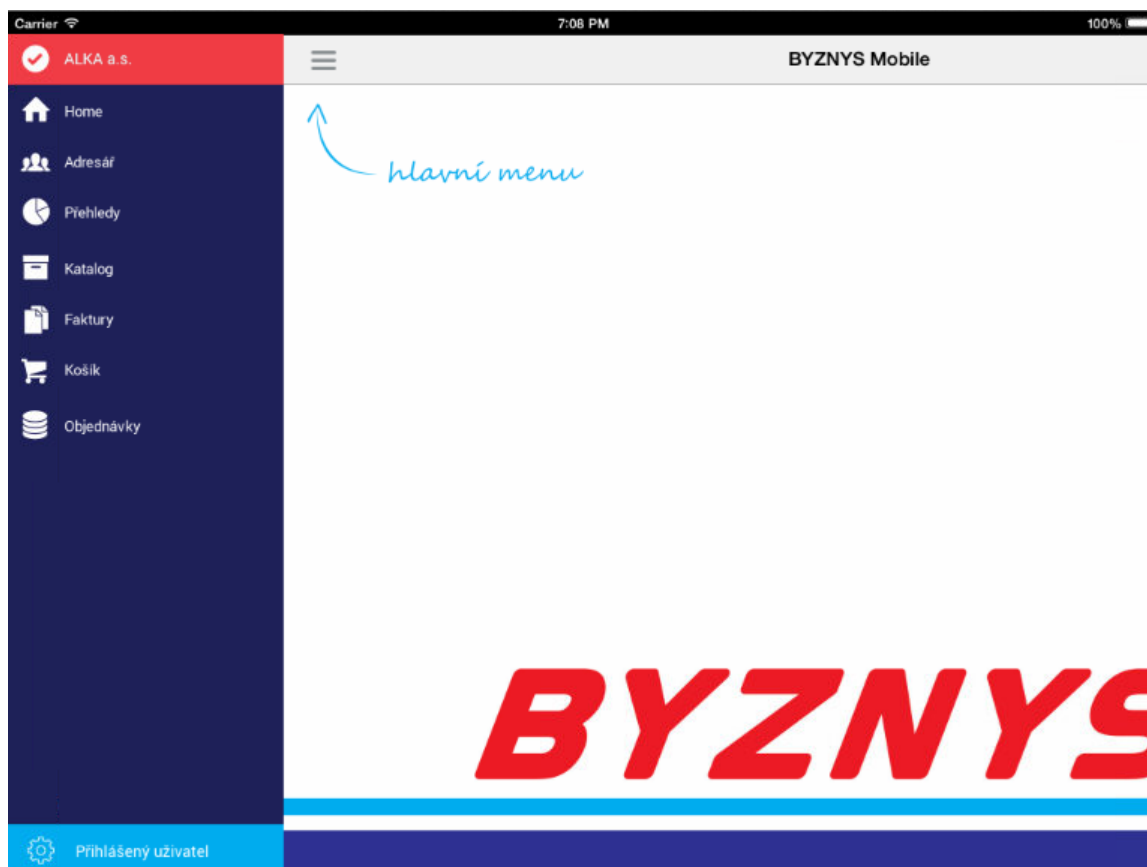 Carrier 7:08 PM 100%
ALKA a.s.
BYZNYS Mobile
Home
hlavní menu
Adresář
Přehledy
Katalog
Faktury
Košík
Objednávky
BYZNYS
Přihlášený uživatel